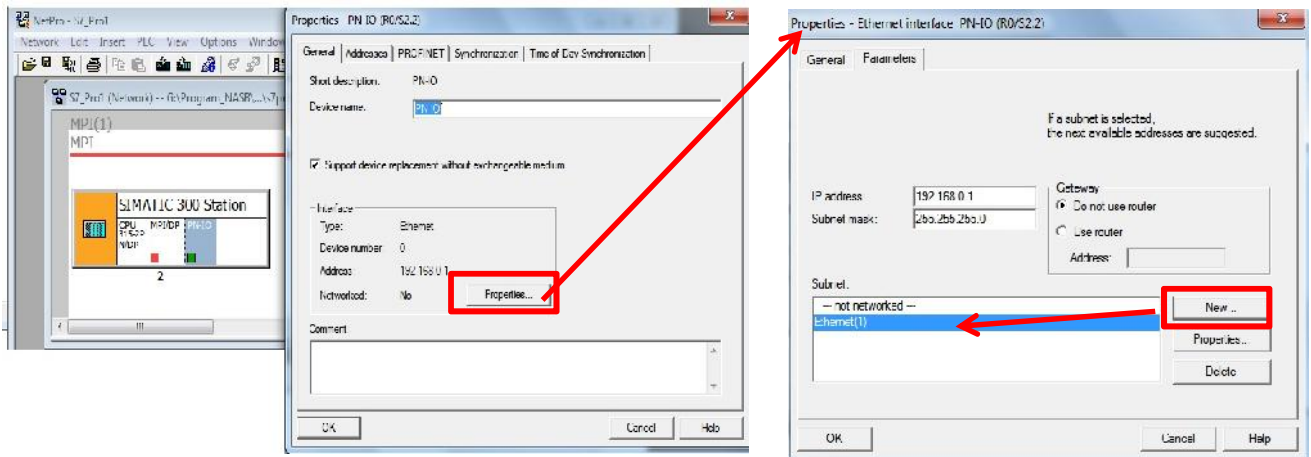 NetPro - S7_Pro1
Network Edit Insert PLC View Options Window
S7_Pro1 (Network) -- G:\Program_NASR\...\S7p
MPI(1)
MPI
SIMATIC 300 Station
CPU MPI/DP PN-IO
N/DP
2
Properties - PN-IO (R0/S2.2)
General Addresses PROFINET Synchronization Time of Day Synchronization
Short description: PN-IO
Device name: PN-IO
Support device replacement without exchangeable medium
Interface
Type: Ethernet
Device number: 0
Address: 192.168.0.1
Networked: No Properties...
Comment:
OK Cancel Help
Properties - Ethernet interface PN-IO (R0/S2.2)
General Parameters
If a subnet is selected,
the next available addresses are suggested.
IP address: 192.168.0.1
Subnet mask: 255.255.255.0
Gateway
Do not use router
Use router
Address:
Subnet:
--- not networked ---
Ethernet(1)
New...
Properties...
Delete
OK Cancel Help